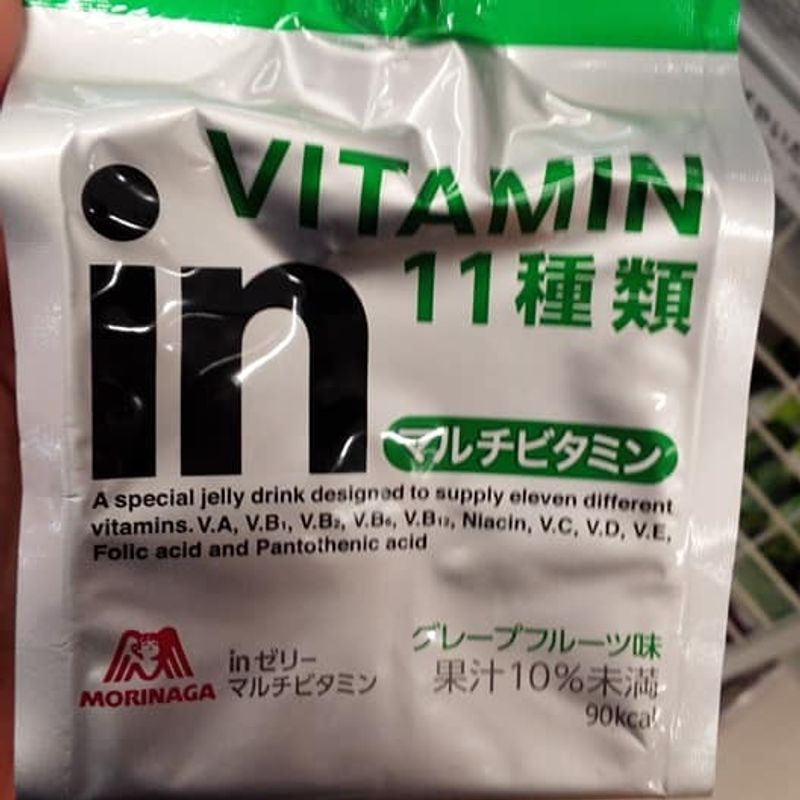 VITAMIN
in
11種類
マルチビタミン
A special jelly drink designed to supply eleven different
vitamins. V.A, V.B₁, V.B₂, V.B₆, V.B₁₂, Niacin, V.C, V.D, V.E,
Folic acid and Pantothenic acid
MORINAGA
inゼリー
マルチビタミン
グレープフルーツ味
果汁10%未満
90kcal